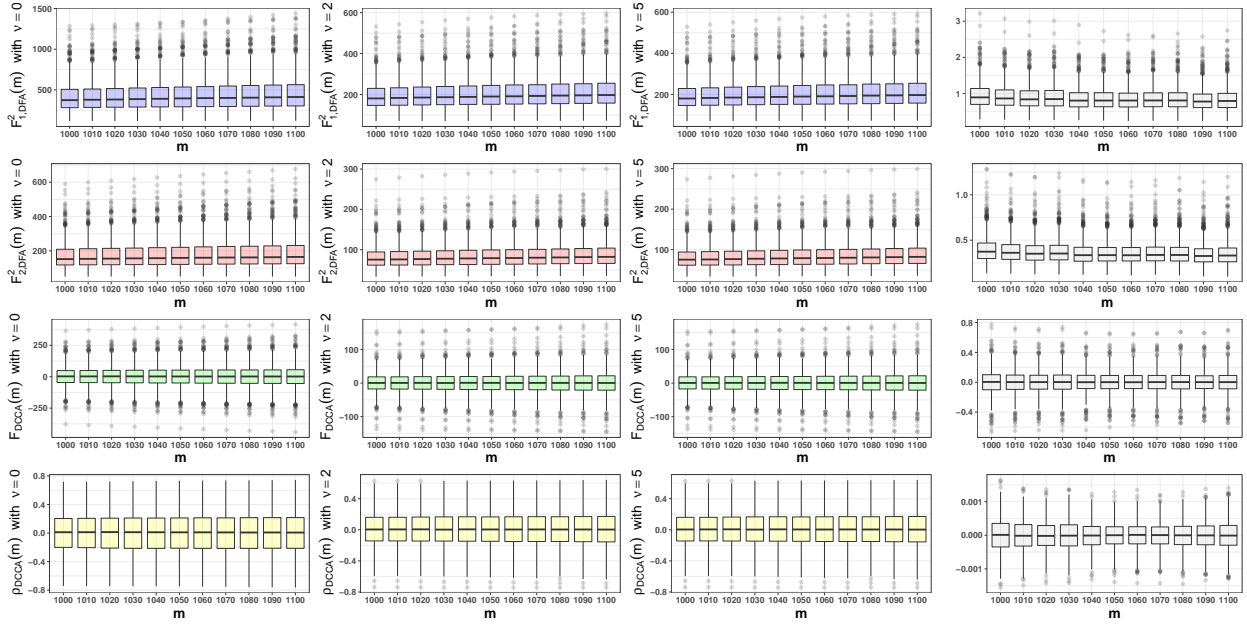 F²₁,DFA(m) with ν = 0
1500
1000
500
1000 1010 1020 1030 1040 1050 1060 1070 1080 1090 1100
m
F²₁,DFA(m) with ν = 2
600
400
200
1000 1010 1020 1030 1040 1050 1060 1070 1080 1090 1100
m
F²₁,DFA(m) with ν = 5
600
400
200
1000 1010 1020 1030 1040 1050 1060 1070 1080 1090 1100
m
3
2
1
1000 1010 1020 1030 1040 1050 1060 1070 1080 1090 1100
m
F²₂,DFA(m) with ν = 0
600
400
200
1000 1010 1020 1030 1040 1050 1060 1070 1080 1090 1100
m
F²₂,DFA(m) with ν = 2
300
200
100
1000 1010 1020 1030 1040 1050 1060 1070 1080 1090 1100
m
F²₂,DFA(m) with ν = 5
300
200
100
1000 1010 1020 1030 1040 1050 1060 1070 1080 1090 1100
m
1.0
0.5
1000 1010 1020 1030 1040 1050 1060 1070 1080 1090 1100
m
F_DCCA(m) with ν = 0
250
0
−250
1000 1010 1020 1030 1040 1050 1060 1070 1080 1090 1100
m
F_DCCA(m) with ν = 2
100
0
−100
1000 1010 1020 1030 1040 1050 1060 1070 1080 1090 1100
m
F_DCCA(m) with ν = 5
100
0
−100
1000 1010 1020 1030 1040 1050 1060 1070 1080 1090 1100
m
0.8
0.4
0.0
−0.4
1000 1010 1020 1030 1040 1050 1060 1070 1080 1090 1100
m
ρ_DCCA(m) with ν = 0
0.8
0.4
0.0
−0.4
−0.8
1000 1010 1020 1030 1040 1050 1060 1070 1080 1090 1100
m
ρ_DCCA(m) with ν = 2
0.4
0.0
−0.4
−0.8
1000 1010 1020 1030 1040 1050 1060 1070 1080 1090 1100
m
ρ_DCCA(m) with ν = 5
0.4
0.0
−0.4
−0.8
1000 1010 1020 1030 1040 1050 1060 1070 1080 1090 1100
m
0.001
0.000
−0.001
1000 1010 1020 1030 1040 1050 1060 1070 1080 1090 1100
m